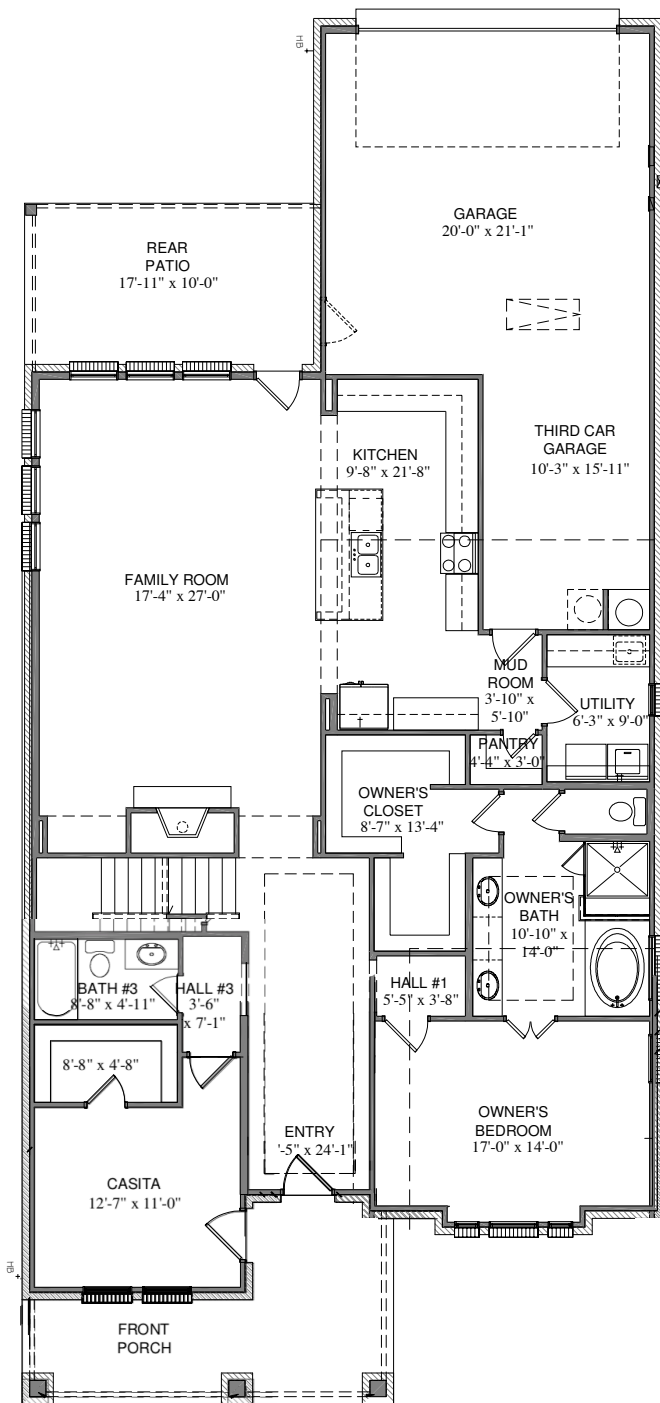 HB
GARAGE
20'-0" x 21'-1"
REAR
PATIO
17'-11" x 10'-0"
THIRD CAR
GARAGE
10'-3" x 15'-11"
KITCHEN
9'-8" x 21'-8"
FAMILY ROOM
17'-4" x 27'-0"
MUD
ROOM
3'-10" x
5'-10"
UTILITY
6'-3" x 9'-0"
PANTRY
4'-4" x 3'-0"
OWNER'S
CLOSET
8'-7" x 13'-4"
OWNER'S
BATH
10'-10" x
14'-0"
BATH #3
8'-8" x 4'-11"
HALL #3
3'-6"
x 7'-1"
HALL #1
5'-5" x 3'-8"
8'-8" x 4'-8"
OWNER'S
BEDROOM
17'-0" x 14'-0"
ENTRY
'-5" x 24'-1"
CASITA
12'-7" x 11'-0"
HB
FRONT
PORCH